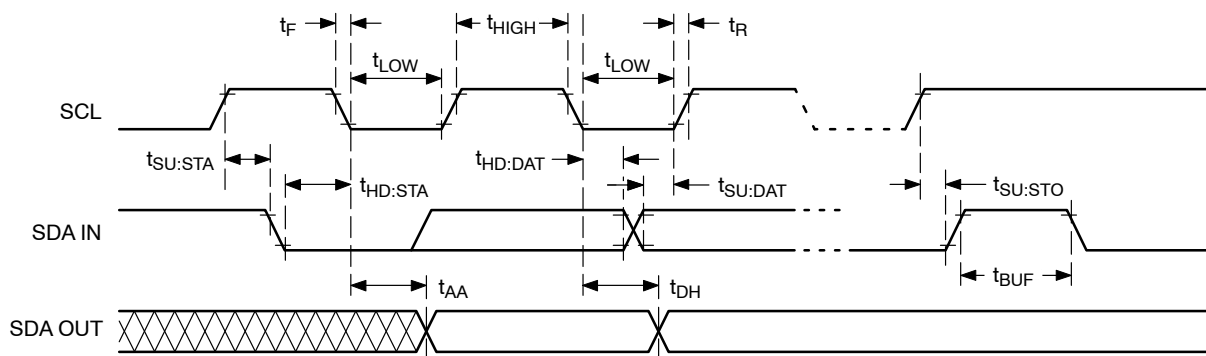 tF tHIGH tR
tLOW tLOW
SCL
tSU:STA tHD:DAT
tHD:STA tSU:DAT tSU:STO
SDA IN
tAA tDH tBUF
SDA OUT